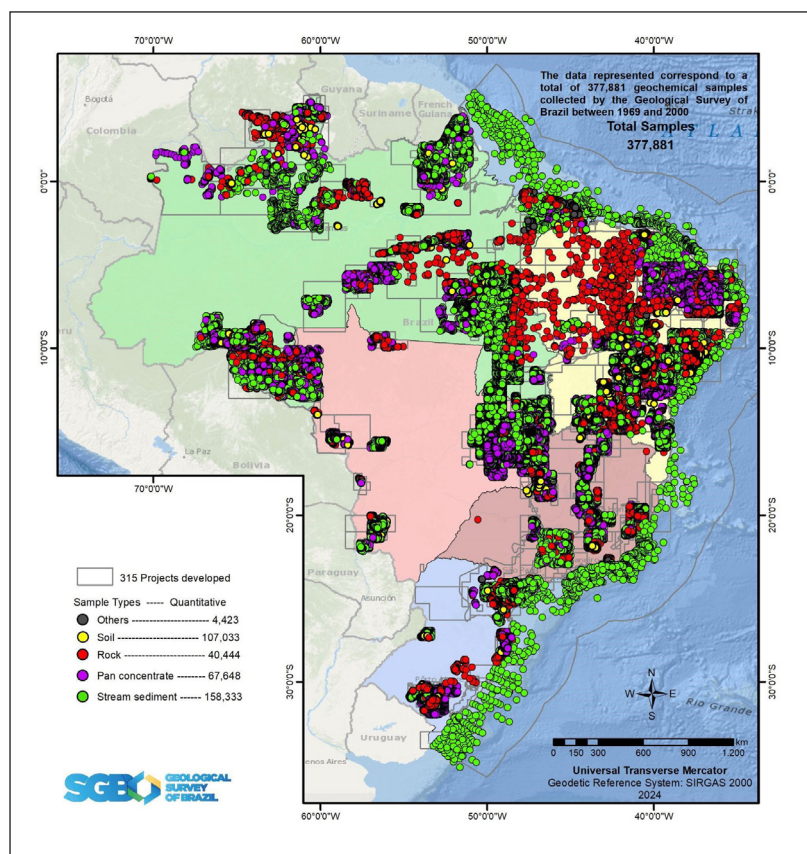 70°0'0"W 60°0'0"W 50°0'0"W 40°0'0"W
The data represented correspond to a
total of 377,881 geochemical samples
collected by the Geological Survey of
Brazil between 1969 and 2000
Total Samples
377,881
Guyana
Suriname
French
Guiana
Bogotá
Colombia
0°0'0"
0°0'0"
Brazil
10°0'0"S
10°0'0"S
La Paz
Bolivia
70°0'0"W
20°0'0"S
20°0'0"S
Paraguay
Asunción
315 Projects developed
Sample Types ----- Quantitative
Others ----------------------- 4,423
Soil ----------------------- 107,033
Rock ----------------------- 40,444
Pan concentrate ------- 67,648
Stream sediment ------ 158,333
30°0'0"S
30°0'0"S
N
W E
S
Rio Grande
Uruguay
0 150 300 600 900 1.200
km
Universal Transverse Mercator
Geodetic Reference System: SIRGAS 2000
2024
SGB
GEOLOGICAL
SURVEY
OF BRAZIL
60°0'0"W 50°0'0"W 40°0'0"W